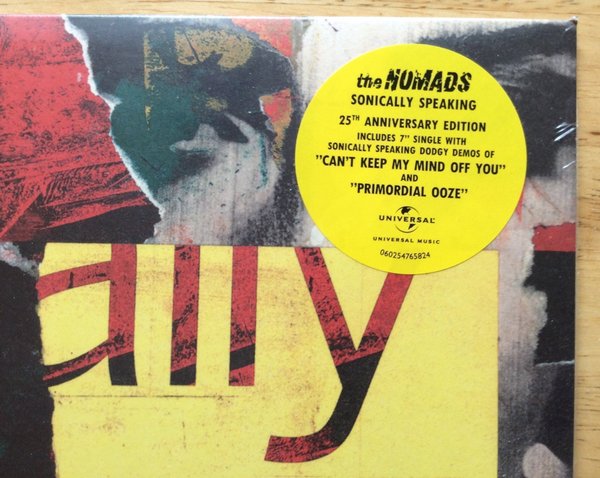 the NOMADS
SONICALLY SPEAKING
25TH ANNIVERSARY EDITION
INCLUDES 7" SINGLE WITH
SONICALLY SPEAKING DODGY DEMOS OF
"CAN'T KEEP MY MIND OFF YOU"
AND
"PRIMORDIAL OOZE"
UNIVERSAL
UNIVERSAL MUSIC
060254765824
ally